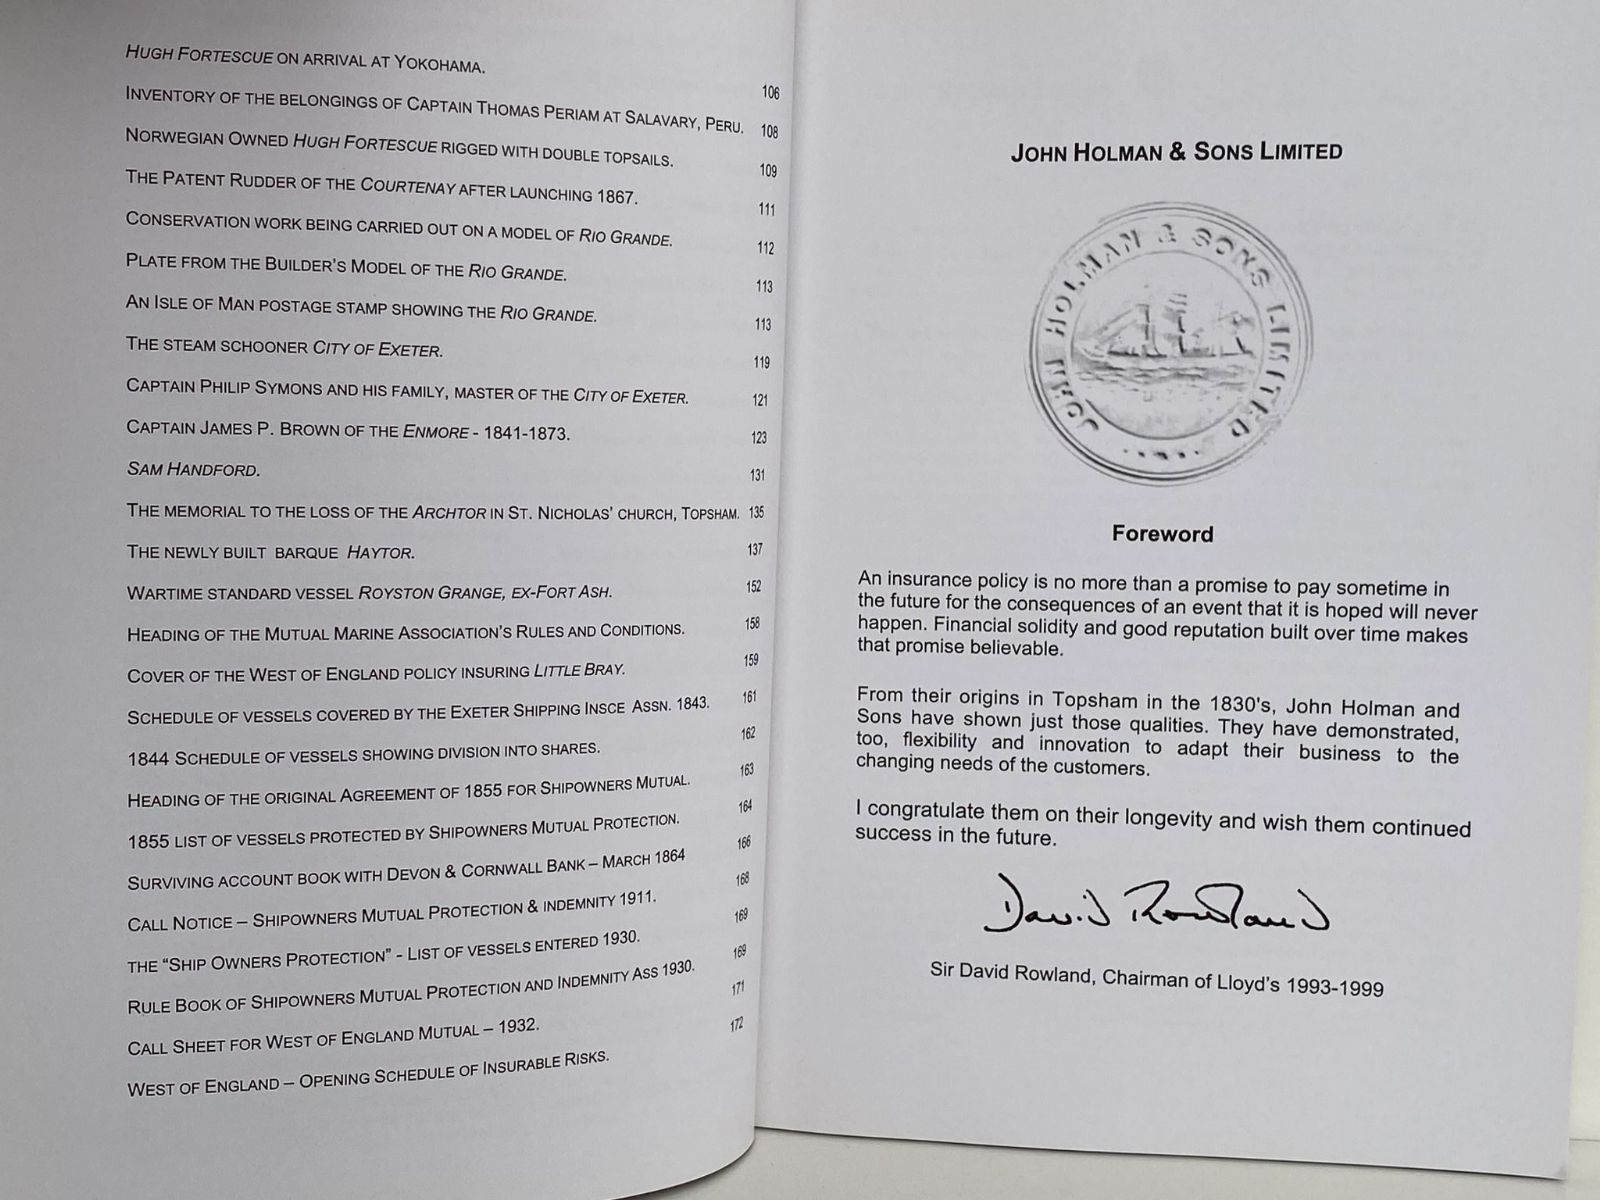 HUGH FORTESCUE ON ARRIVAL AT YOKOHAMA. 106
INVENTORY OF THE BELONGINGS OF CAPTAIN THOMAS PERIAM AT SALAVARY, PERU. 108
NORWEGIAN OWNED HUGH FORTESCUE RIGGED WITH DOUBLE TOPSAILS. 109
THE PATENT RUDDER OF THE COURTENAY AFTER LAUNCHING 1867. 111
CONSERVATION WORK BEING CARRIED OUT ON A MODEL OF RIO GRANDE. 112
PLATE FROM THE BUILDER'S MODEL OF THE RIO GRANDE. 113
AN ISLE OF MAN POSTAGE STAMP SHOWING THE RIO GRANDE. 113
THE STEAM SCHOONER CITY OF EXETER. 119
CAPTAIN PHILIP SYMONS AND HIS FAMILY, MASTER OF THE CITY OF EXETER. 121
CAPTAIN JAMES P. BROWN OF THE ENMORE - 1841-1873. 123
SAM HANDFORD. 131
THE MEMORIAL TO THE LOSS OF THE ARCHTOR IN ST. NICHOLAS' CHURCH, TOPSHAM. 135
THE NEWLY BUILT BARQUE HAYTOR. 137
WARTIME STANDARD VESSEL ROYSTON GRANGE, EX-FORT ASH. 152
HEADING OF THE MUTUAL MARINE ASSOCIATION'S RULES AND CONDITIONS. 158
COVER OF THE WEST OF ENGLAND POLICY INSURING LITTLE BRAY. 159
SCHEDULE OF VESSELS COVERED BY THE EXETER SHIPPING INSCE ASSN. 1843. 161
1844 SCHEDULE OF VESSELS SHOWING DIVISION INTO SHARES. 162
HEADING OF THE ORIGINAL AGREEMENT OF 1855 FOR SHIPOWNERS MUTUAL. 163
1855 LIST OF VESSELS PROTECTED BY SHIPOWNERS MUTUAL PROTECTION. 164
SURVIVING ACCOUNT BOOK WITH DEVON & CORNWALL BANK – MARCH 1864 166
CALL NOTICE – SHIPOWNERS MUTUAL PROTECTION & INDEMNITY 1911. 168
THE "SHIP OWNERS PROTECTION" - LIST OF VESSELS ENTERED 1930. 169
RULE BOOK OF SHIPOWNERS MUTUAL PROTECTION AND INDEMNITY ASS 1930. 169
CALL SHEET FOR WEST OF ENGLAND MUTUAL – 1932. 171
WEST OF ENGLAND – OPENING SCHEDULE OF INSURABLE RISKS. 172
JOHN HOLMAN & SONS LIMITED
JOHN HOLMAN & SONS LIMITED
Foreword
An insurance policy is no more than a promise to pay sometime in
the future for the consequences of an event that it is hoped will never
happen. Financial solidity and good reputation built over time makes
that promise believable.
From their origins in Topsham in the 1830's, John Holman and
Sons have shown just those qualities. They have demonstrated,
too, flexibility and innovation to adapt their business to the
changing needs of the customers.
I congratulate them on their longevity and wish them continued
success in the future.
David Rowland
Sir David Rowland, Chairman of Lloyd's 1993-1999